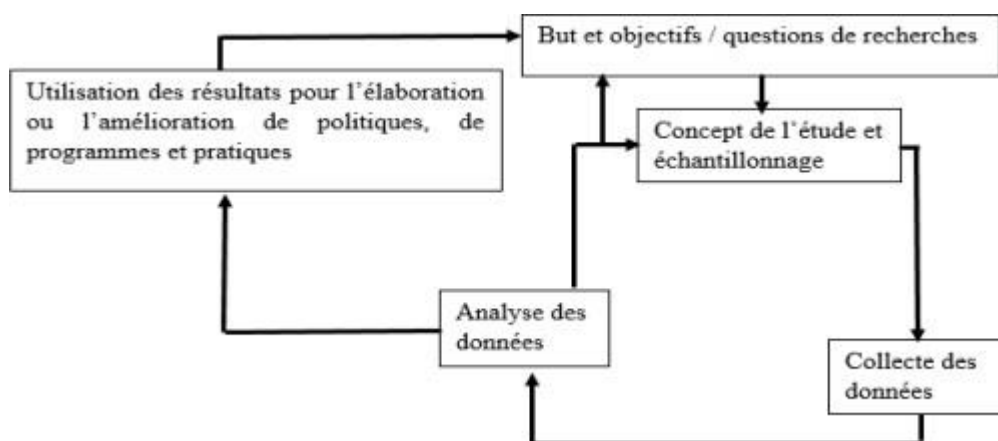 But et objectifs / questions de recherches
Utilisation des résultats pour l'élaboration
ou l'amélioration de politiques, de
programmes et pratiques
Concept de l'étude et
échantillonnage
Analyse des
données
Collecte des
données